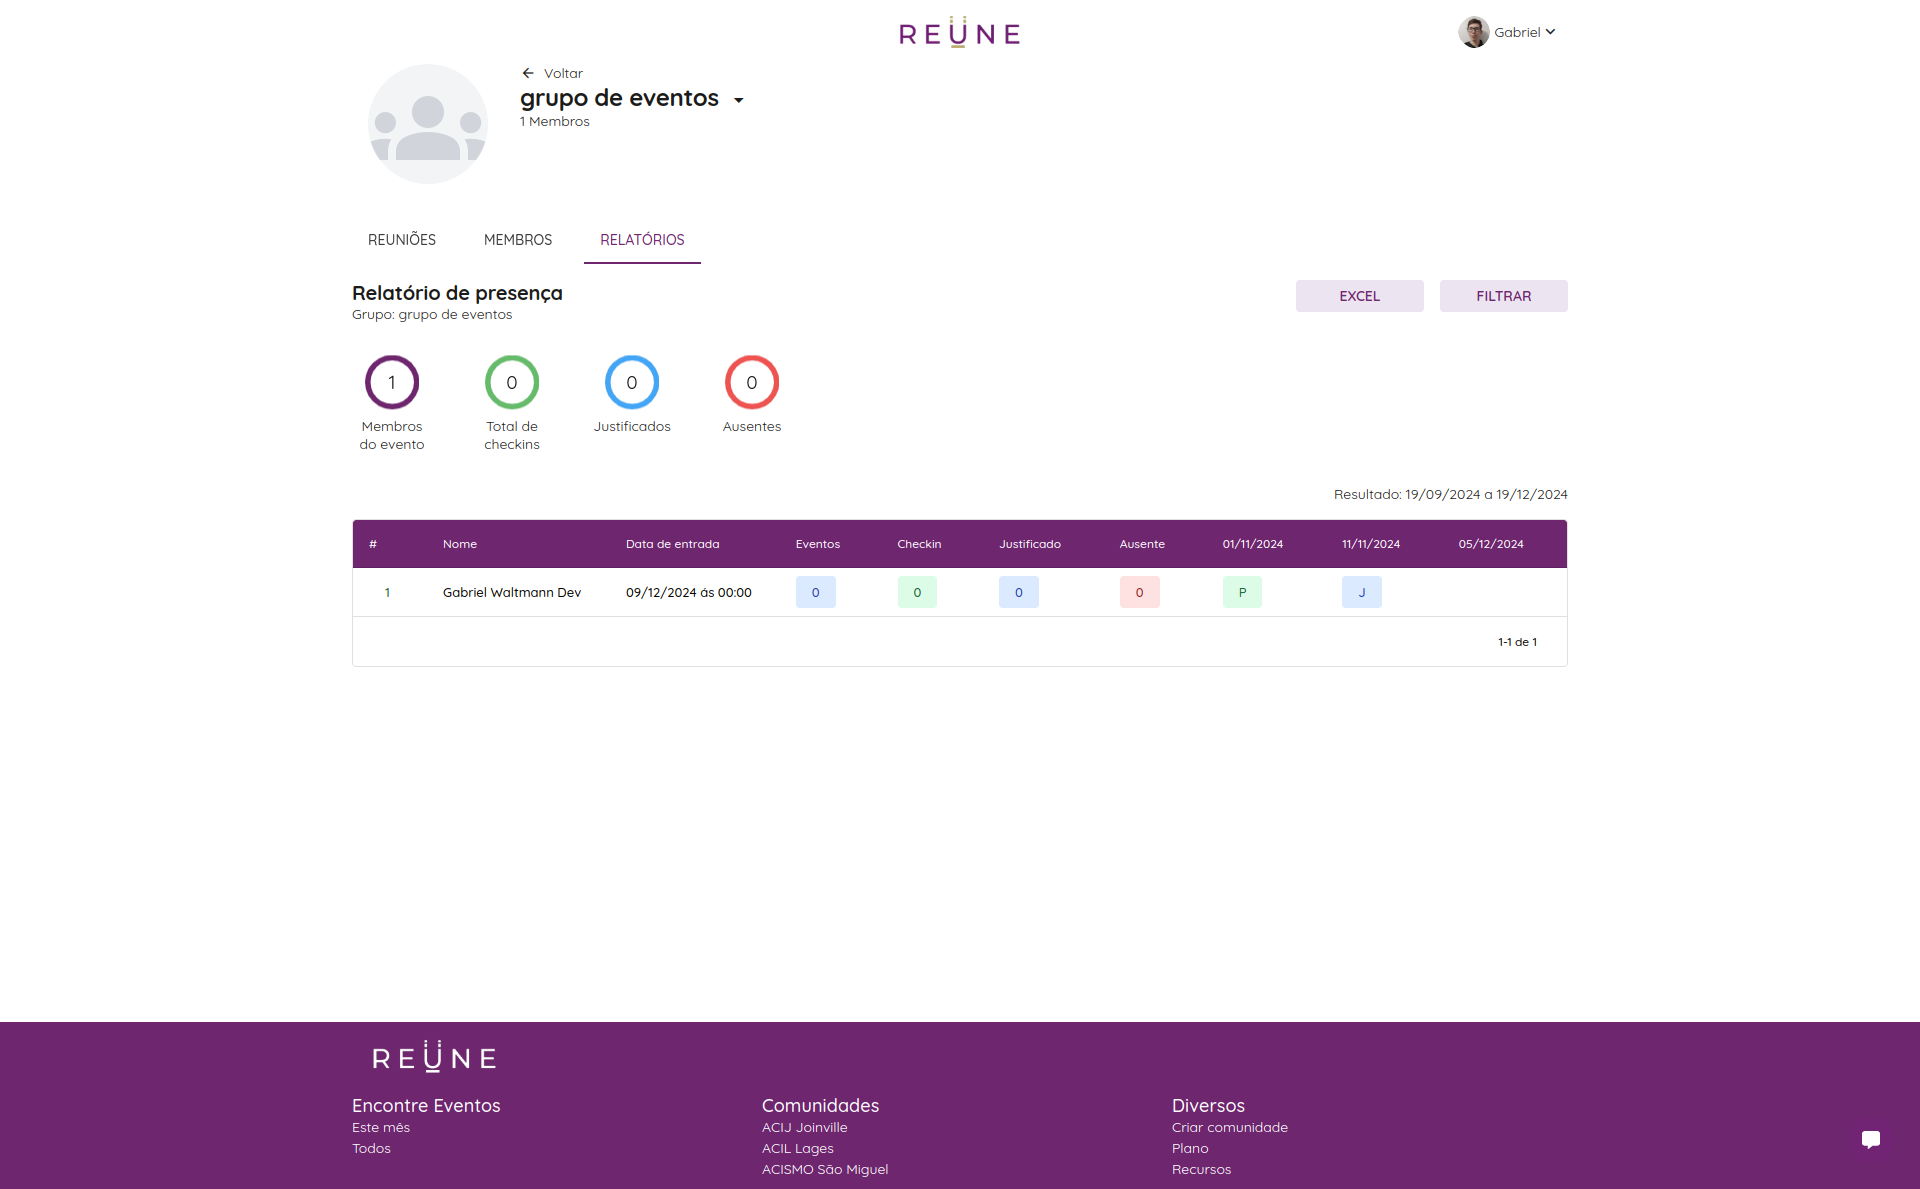 REÜNE
Gabriel
Voltar
grupo de eventos
1 Membros
REUNIÕES MEMBROS RELATÓRIOS
Relatório de presença
Grupo: grupo de eventos
EXCEL FILTRAR
1 0 0 0
Membros do evento
Total de checkins
Justificados
Ausentes
Resultado: 19/09/2024 a 19/12/2024
# Nome Data de entrada Eventos Checkin Justificado Ausente 01/11/2024 11/11/2024 05/12/2024
1 Gabriel Waltmann Dev 09/12/2024 ás 00:00 0 0 0 0 P J
1-1 de 1
REÜNE
Encontre Eventos
Este mês
Todos
Comunidades
ACIJ Joinville
ACIL Lages
ACISMO São Miguel
Diversos
Criar comunidade
Plano
Recursos